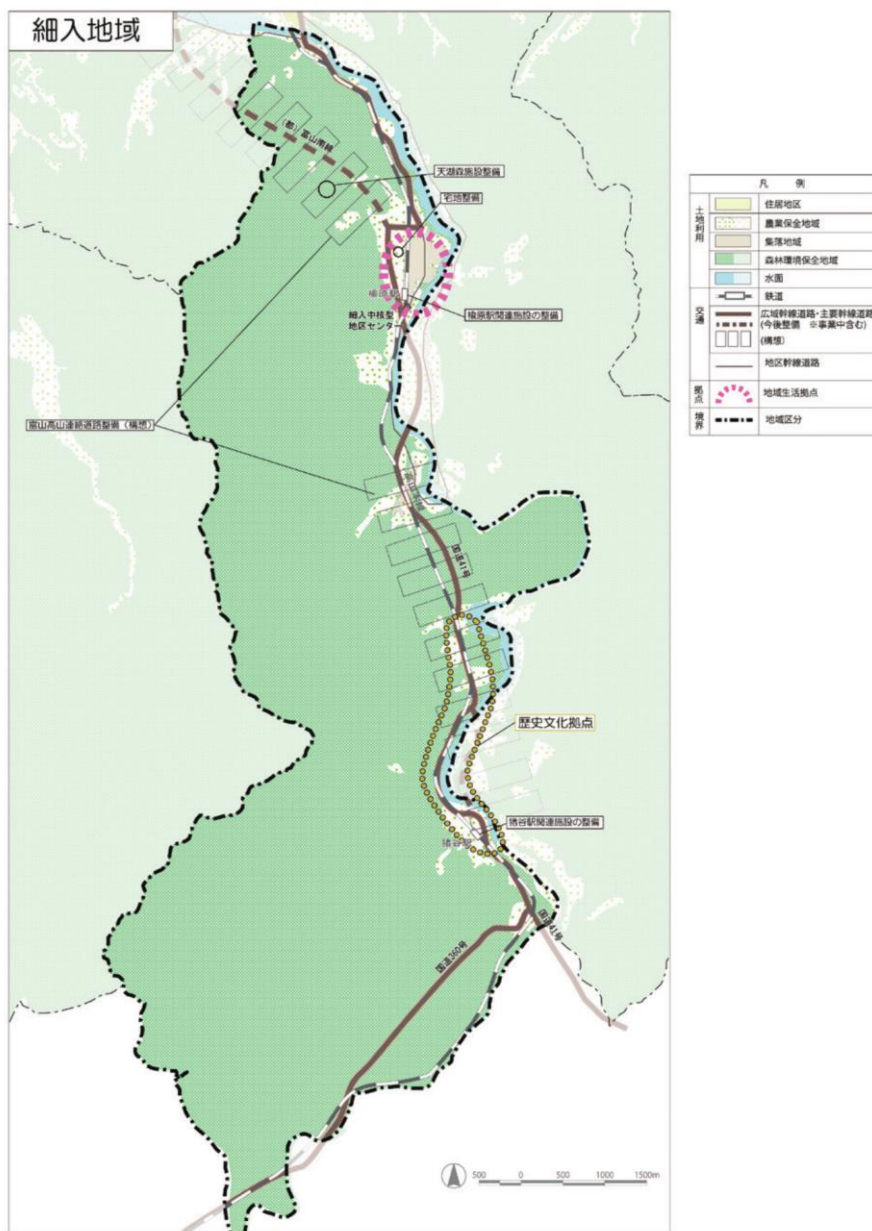 細入地域
(都)富山南線
天湖森施設整備
宅地整備
楡原駅
楡原駅関連施設の整備
細入中核型
地区センター
富山高山連絡道路整備（構想）
国道41号
歴史文化拠点
猪谷駅関連施設の整備
猪谷駅
国道41号
国道360号
500 0 500 1000 1500m
凡 例
土地利用
住居地区
農業保全地域
集落地域
森林環境保全地域
水面
交通
鉄道
広域幹線道路・主要幹線道路
(今後整備 ※事業中含む)
(構想)
地区幹線道路
拠点
地域生活拠点
境界
地域区分